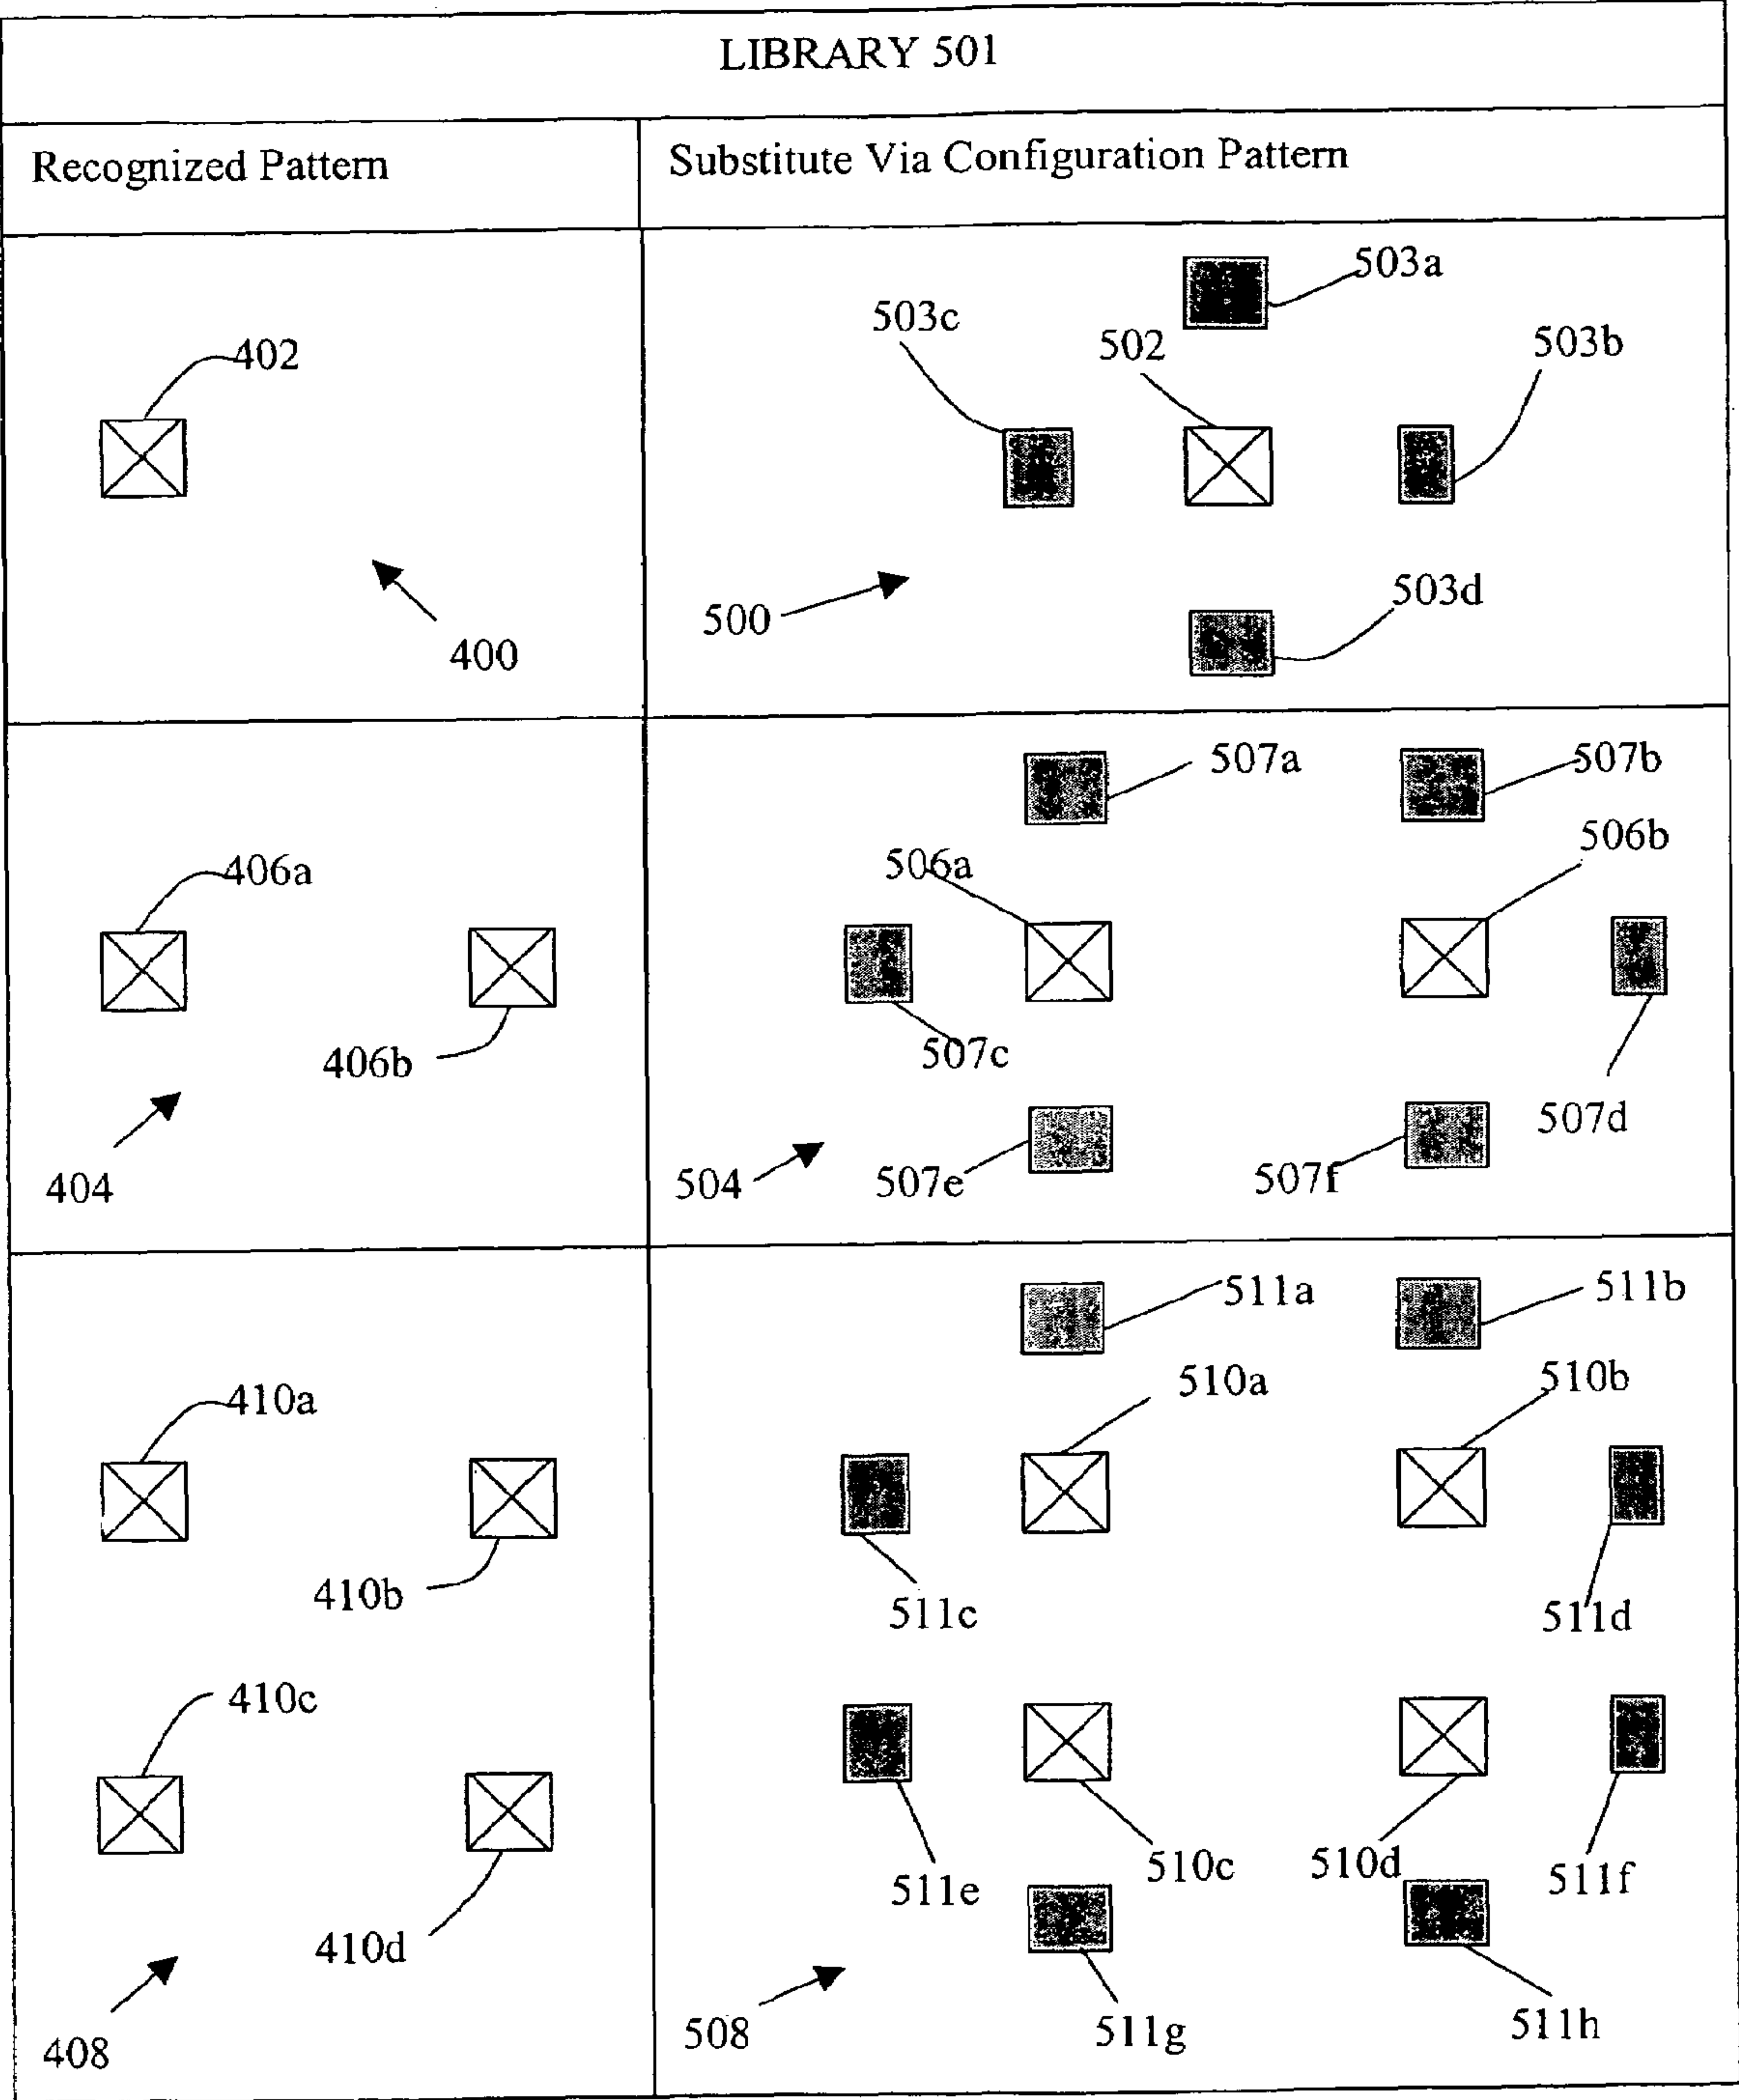 LIBRARY 501
Recognized Pattern
Substitute Via Configuration Pattern
402
400
503a
503c
502
503b
500
503d
406a
406b
404
507a
507b
506a
506b
507c
507d
504
507e
507f
410a
410b
410c
410d
408
511a
511b
510a
510b
511c
511d
511e
510c
510d
511f
508
511g
511h